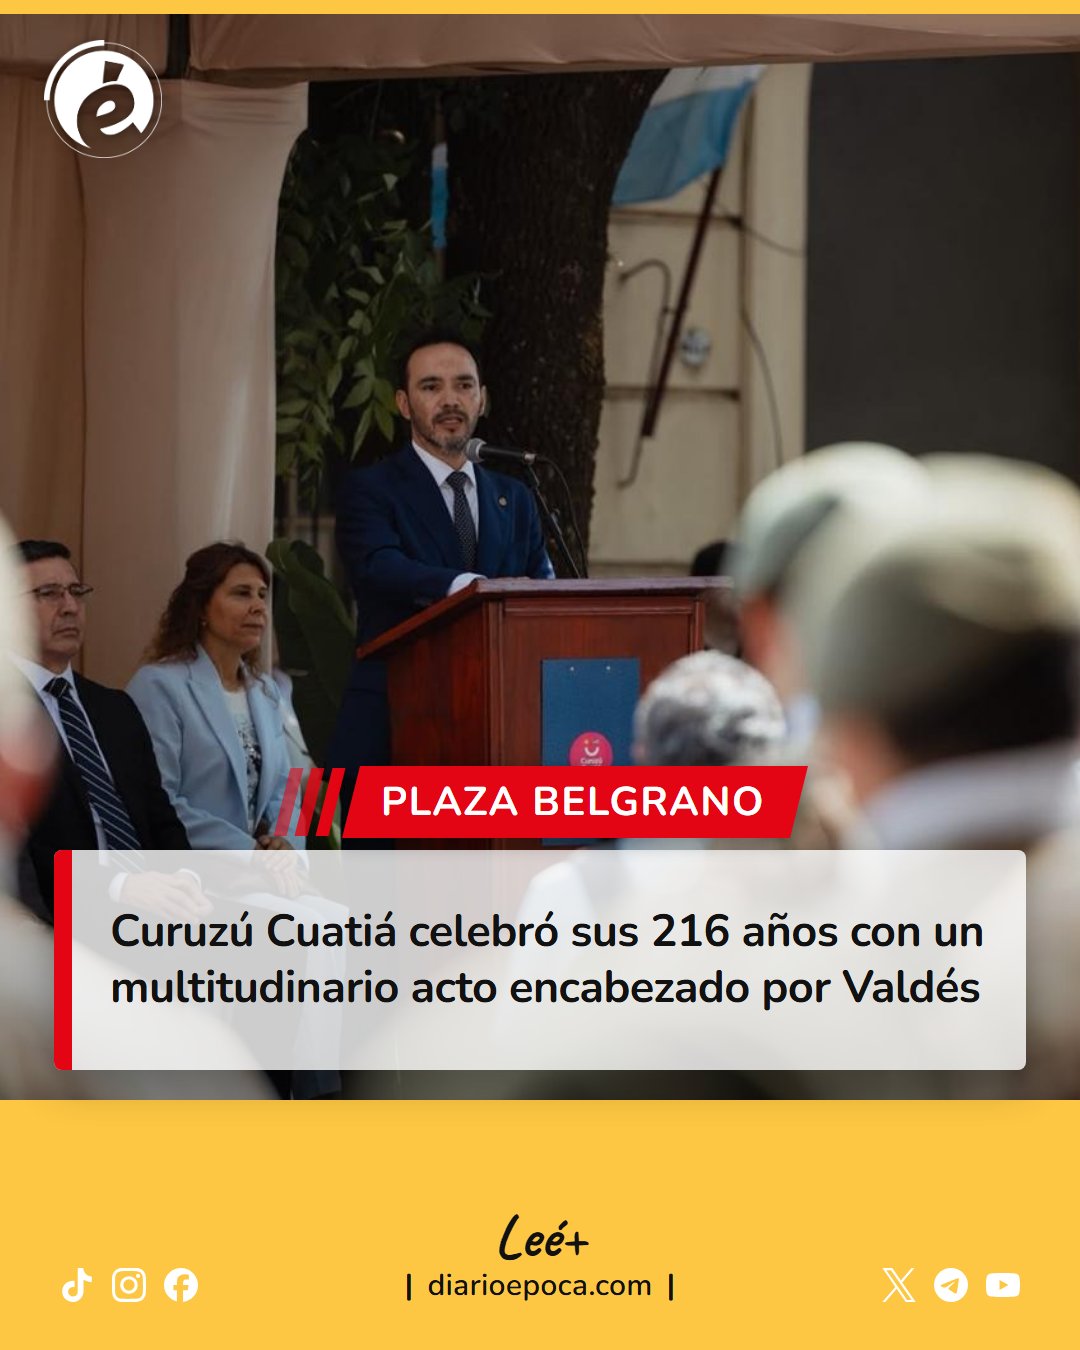 é
PLAZA BELGRANO
Curuzú Cuatiá celebró sus 216 años con un
multitudinario acto encabezado por Valdés
Leé+
| diarioepoca.com |